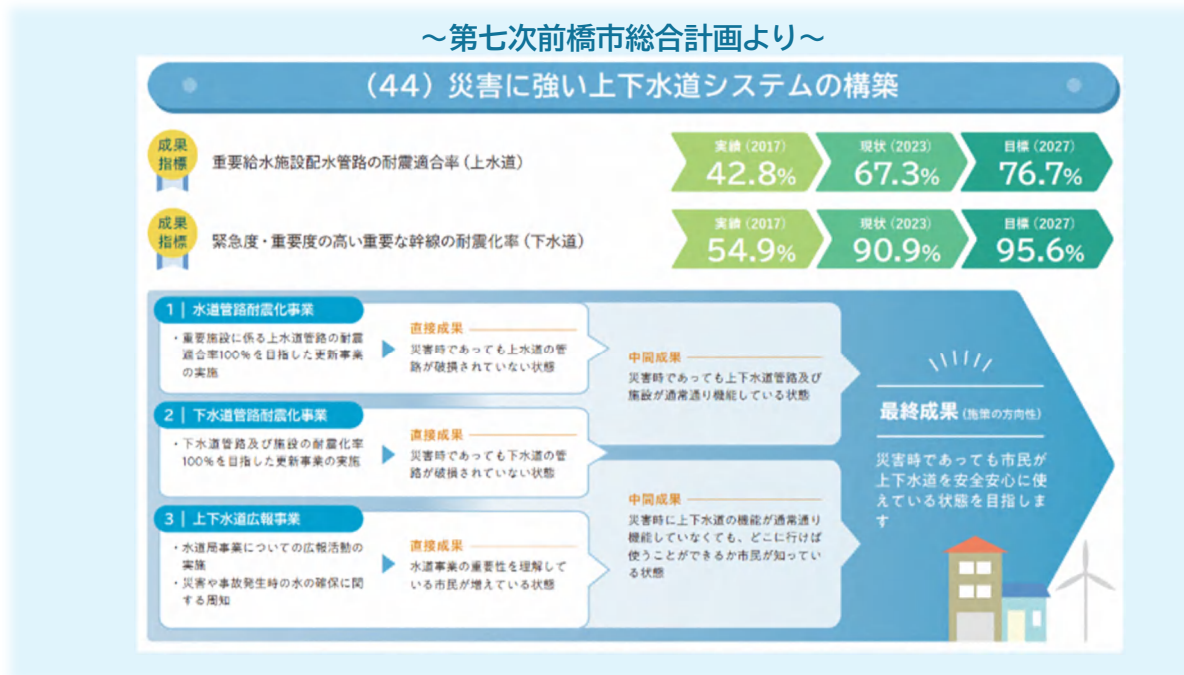 ～第七次前橋市総合計画より～
（44）災害に強い上下水道システムの構築
成果
指標
重要給水施設配水管路の耐震適合率（上水道）
実績（2017）
42.8%
現状（2023）
67.3%
目標（2027）
76.7%
成果
指標
緊急度・重要度の高い重要な幹線の耐震化率（下水道）
実績（2017）
54.9%
現状（2023）
90.9%
目標（2027）
95.6%
1｜水道管路耐震化事業
・重要施設に係る上水道管路の耐震
適合率100％を目指した更新事業
の実施
直接成果
災害時であっても上水道の管
路が破損されていない状態
2｜下水道管路耐震化事業
・下水道管路及び施設の耐震化率
100％を目指した更新事業の実施
直接成果
災害時であっても下水道の管
路が破損されていない状態
3｜上下水道広報事業
・水道局事業についての広報活動の
実施
・災害や事故発生時の水の確保に関
する周知
直接成果
水道事業の重要性を理解して
いる市民が増えている状態
中間成果
災害時であっても上下水道管路及び
施設が通常通り機能している状態
中間成果
災害時に上下水道の機能が通常通り
機能していなくても、どこに行けば
使うことができるか市民が知ってい
る状態
最終成果（施策の方向性）
災害時であっても市民が
上下水道を安全安心に使
えている状態を目指しま
す